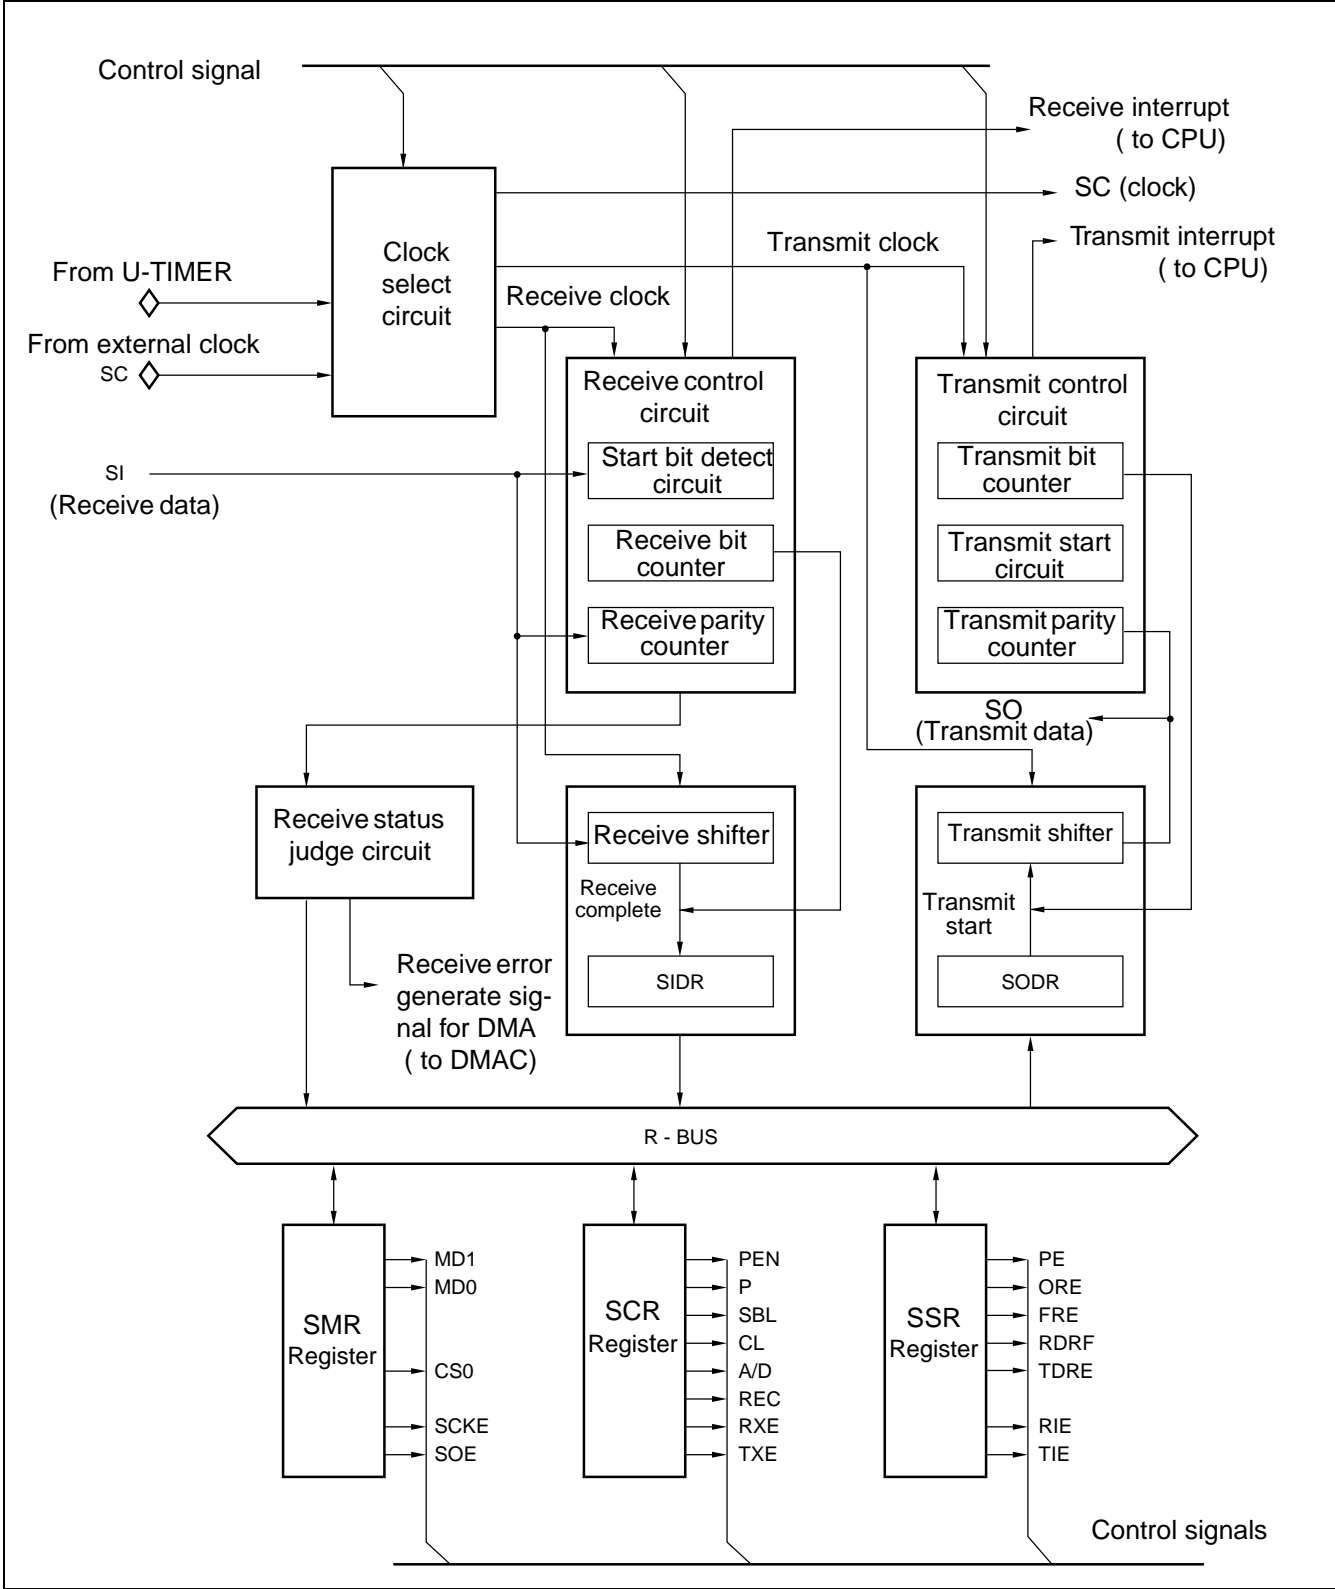 Control signal
Receive interrupt
( to CPU)
SC (clock)
Transmit clock
Transmit interrupt
( to CPU)
Clock
select
circuit
From U-TIMER
Receive clock
From external clock
SC
Receive control
circuit
Transmit control
circuit
SI
(Receive data)
Start bit detect
circuit
Transmit bit
counter
Receive bit
counter
Transmit start
circuit
Receive parity
counter
Transmit parity
counter
SO
(Transmit data)
Receive status
judge circuit
Receive shifter
Transmit shifter
Receive
complete
Transmit
start
Receive error
generate sig-
nal for DMA
( to DMAC)
SIDR
SODR
R - BUS
SMR
Register
MD1
MD0
CS0
SCKE
SOE
SCR
Register
PEN
P
SBL
CL
A/D
REC
RXE
TXE
SSR
Register
PE
ORE
FRE
RDRF
TDRE
RIE
TIE
Control signals